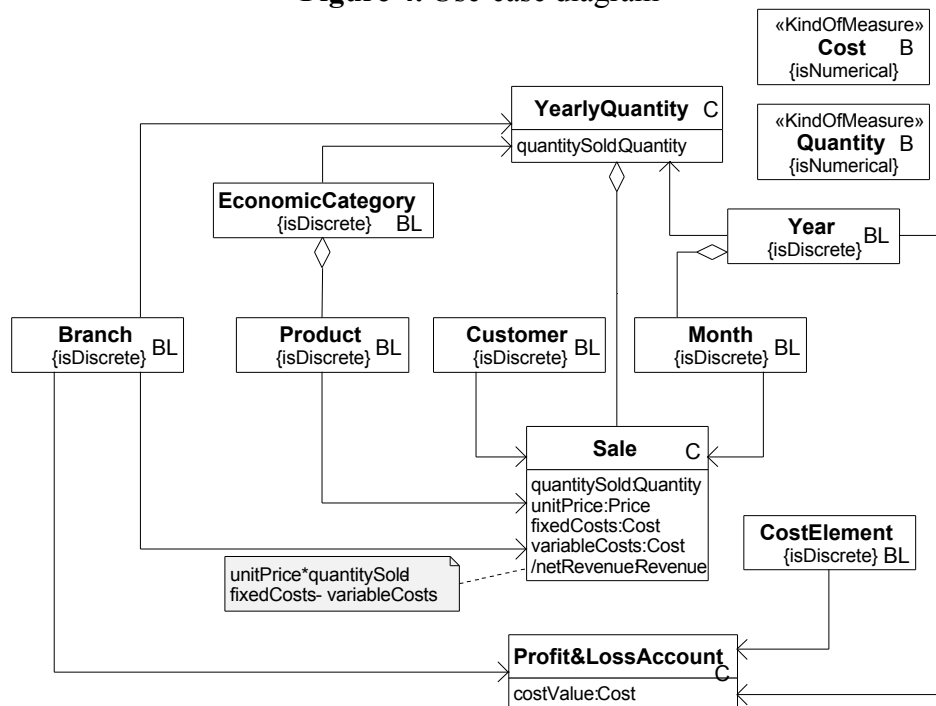 Figure 4. Use case diagram
«KindOfMeasure»
Cost B
{isNumerical}
«KindOfMeasure»
Quantity B
{isNumerical}
YearlyQuantity C
quantitySold:Quantity
EconomicCategory
{isDiscrete} BL
Year
{isDiscrete} BL
Branch
{isDiscrete} BL
Product
{isDiscrete} BL
Customer
{isDiscrete} BL
Month
{isDiscrete} BL
Sale C
quantitySold:Quantity
unitPrice:Price
fixedCosts:Cost
variableCosts:Cost
/netRevenueRevenue
unitPrice*quantitySold
fixedCosts- variableCosts
CostElement
{isDiscrete} BL
Profit&LossAccount
C
costValue:Cost